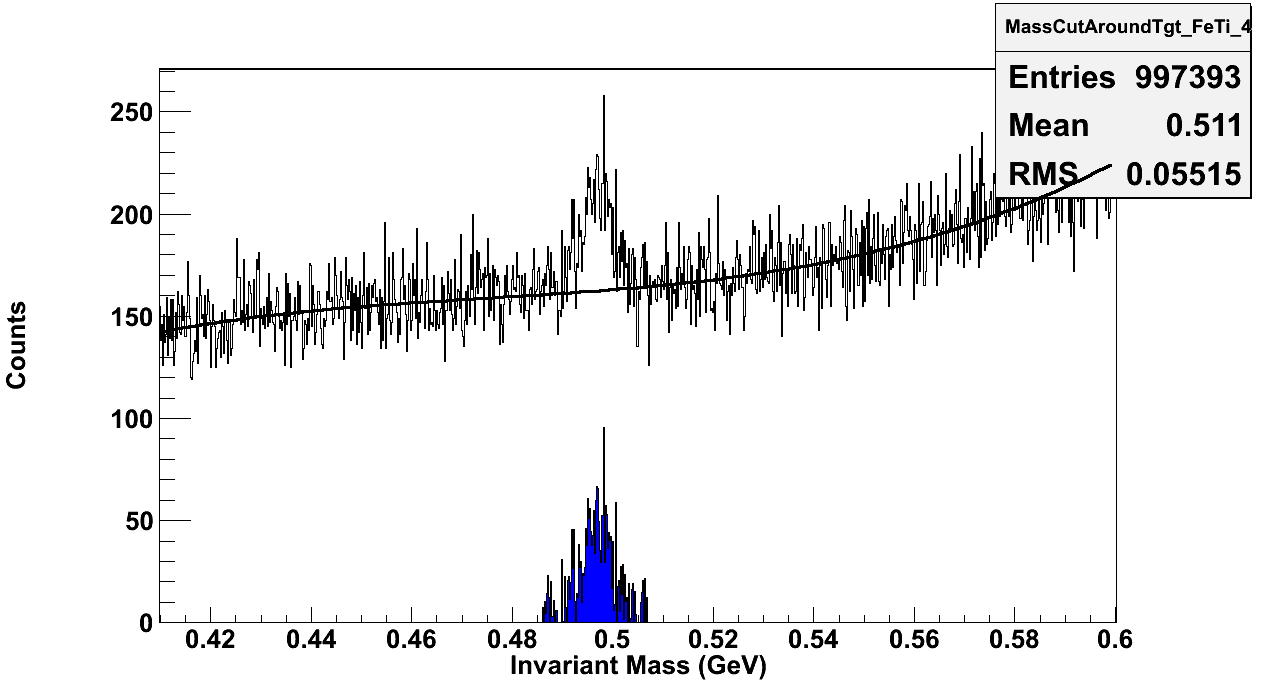 MassCutAroundTgt_FeTi_4
Entries 997393
Mean 0.511
RMS 0.05515
250
200
150
100
50
0
Counts
0.42 0.44 0.46 0.48 0.5 0.52 0.54 0.56 0.58 0.6
Invariant Mass (GeV)